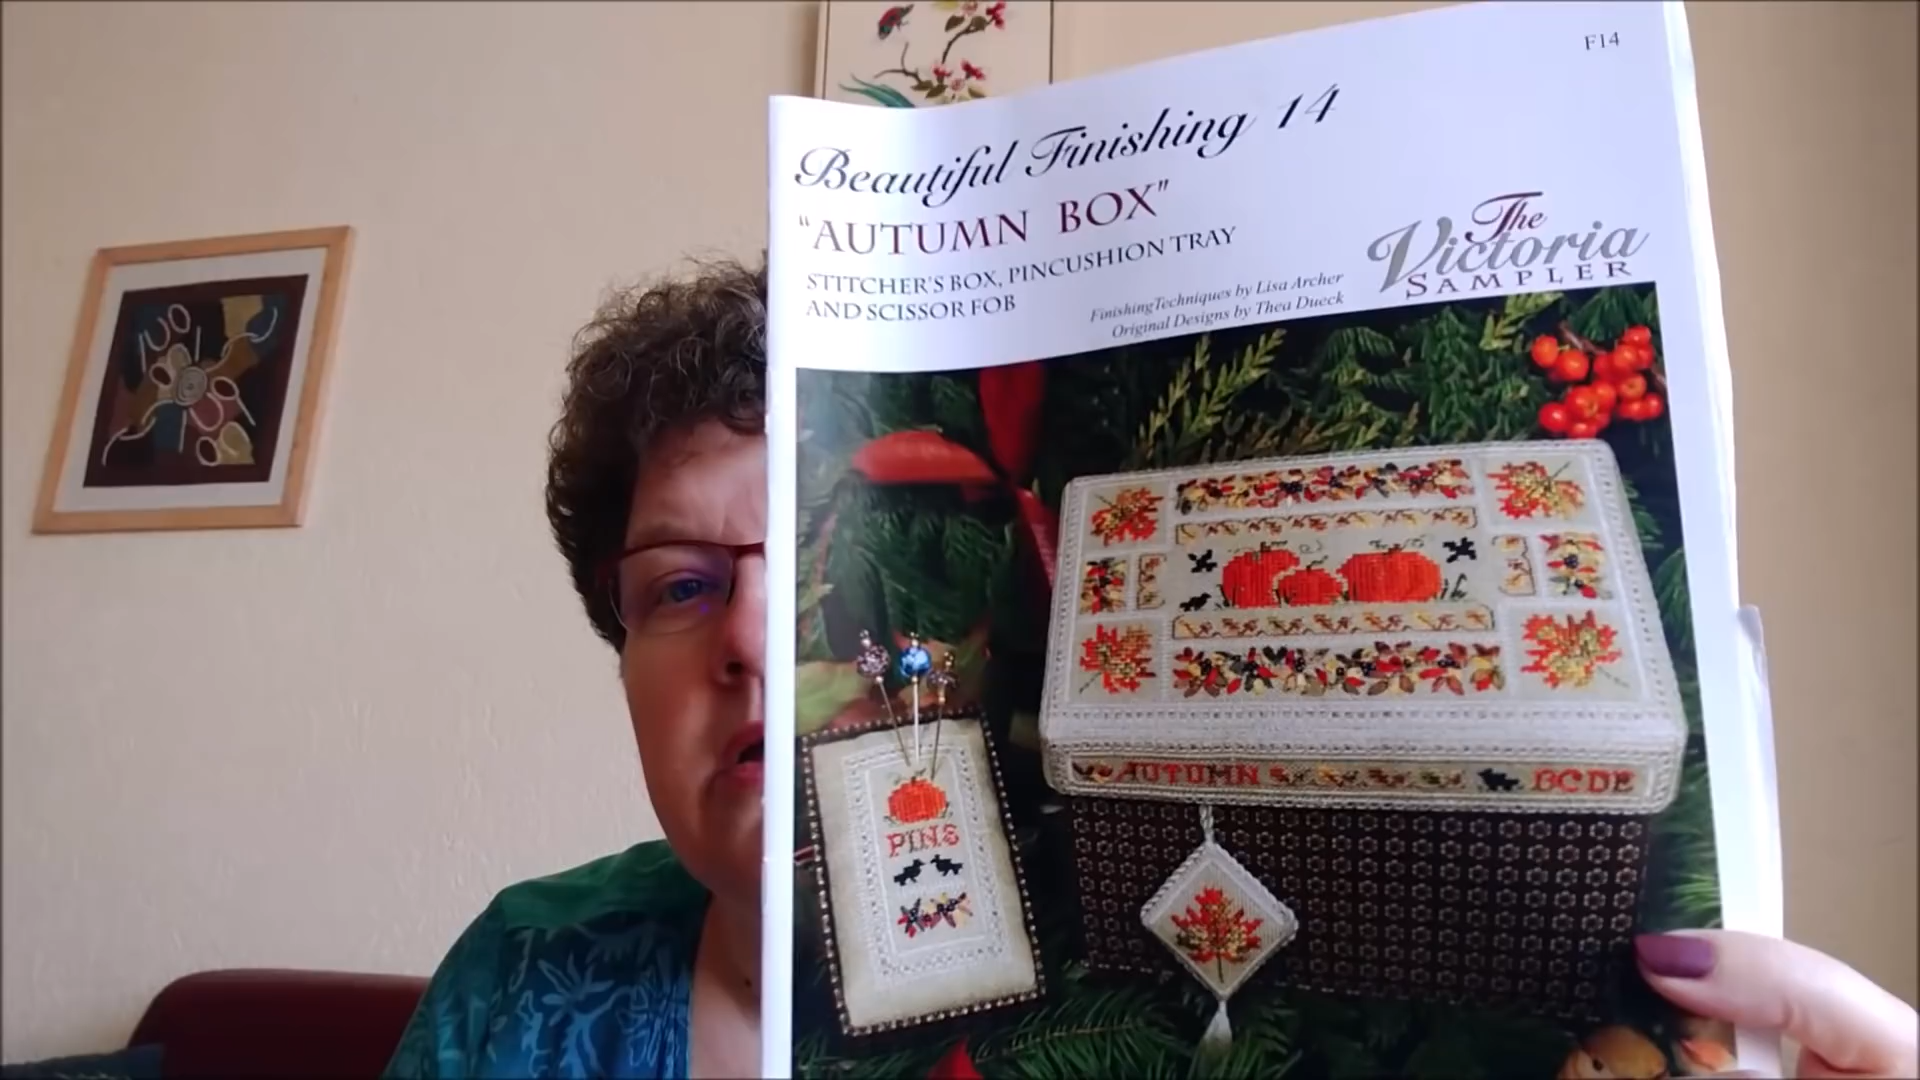 F14
Beautiful Finishing 14
"AUTUMN BOX"
STITCHER'S BOX, PINCUSHION TRAY
AND SCISSOR FOB
Finishing Techniques by Lisa Archer
Original Designs by Thea Dueck
The
Victoria
SAMPLER
AUTUMN BCDE
PINS